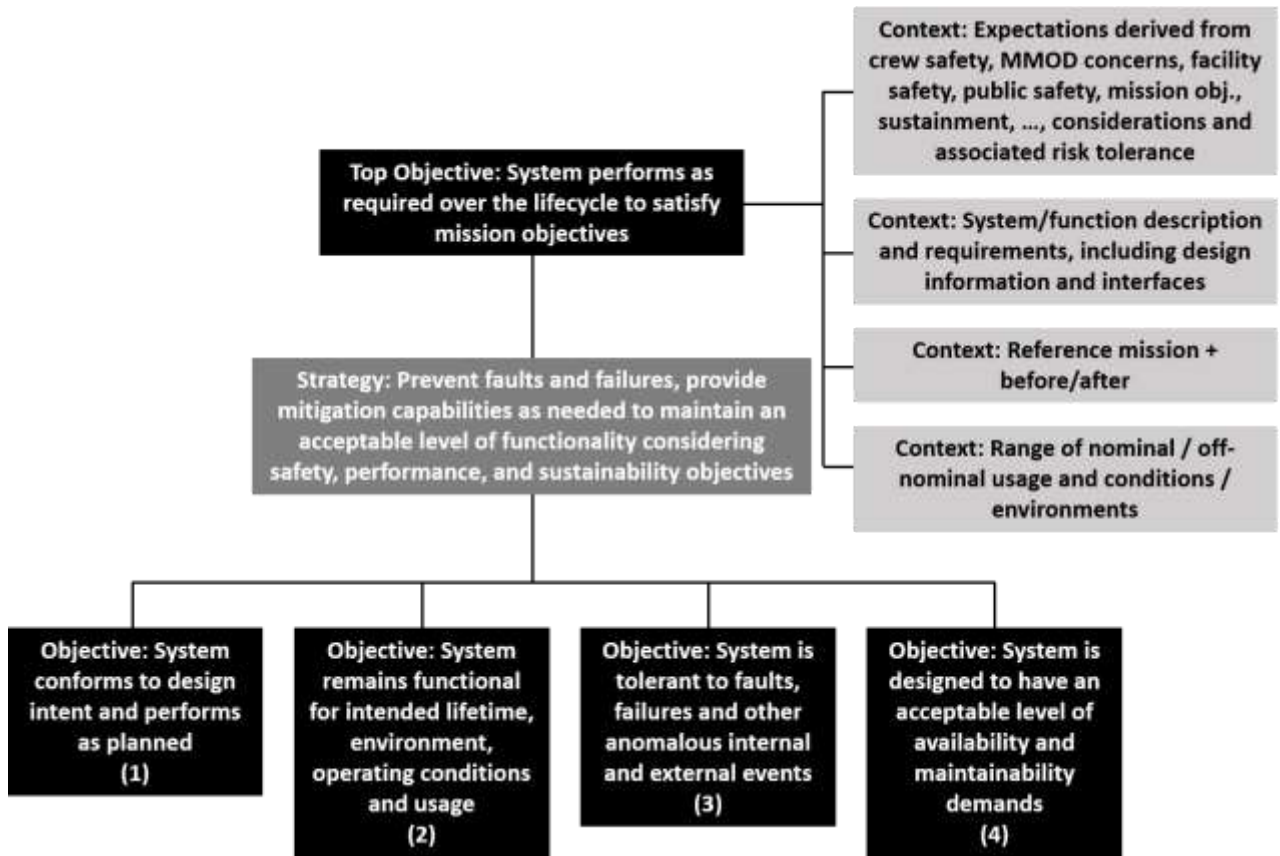 Context: Expectations derived from
crew safety, MMOD concerns, facility
safety, public safety, mission obj.,
sustainment, ..., considerations and
associated risk tolerance
Top Objective: System performs as
required over the lifecycle to satisfy
mission objectives
Context: System/function description
and requirements, including design
information and interfaces
Context: Reference mission +
before/after
Strategy: Prevent faults and failures, provide
mitigation capabilities as needed to maintain an
acceptable level of functionality considering
safety, performance, and sustainability objectives
Context: Range of nominal / off-
nominal usage and conditions /
environments
Objective: System
conforms to design
intent and performs
as planned
(1)
Objective: System
remains functional
for intended lifetime,
environment,
operating conditions
and usage
(2)
Objective: System is
tolerant to faults,
failures and other
anomalous internal
and external events
(3)
Objective: System is
designed to have an
acceptable level of
availability and
maintainability
demands
(4)